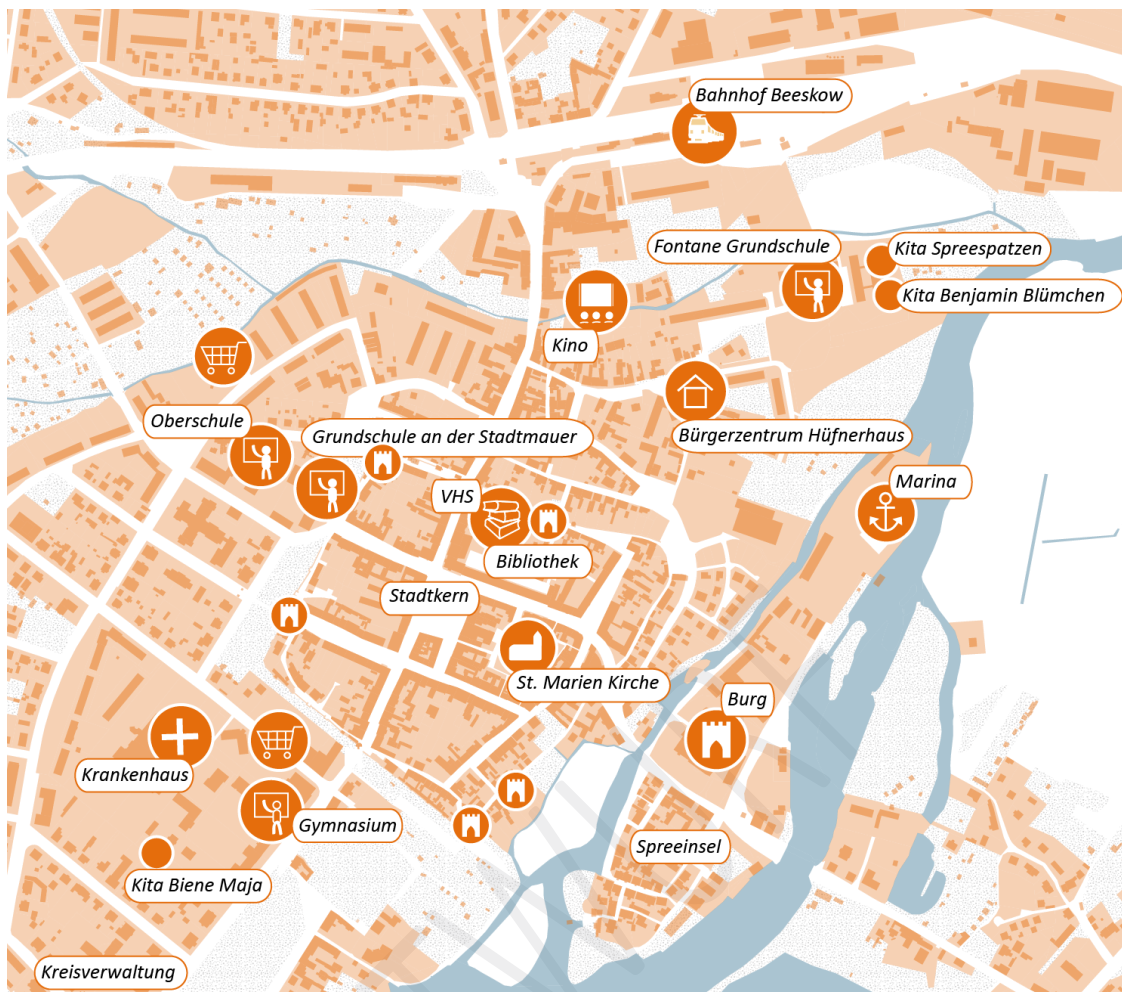 Bahnhof Beeskow
Fontane Grundschule
Kita Spreespatzen
Kita Benjamin Blümchen
Kino
Oberschule
Grundschule an der Stadtmauer
Bürgerzentrum Hüfnerhaus
VHS
Marina
Bibliothek
Stadtkern
St. Marien Kirche
Burg
Krankenhaus
Gymnasium
Spreeinsel
Kita Biene Maja
Kreisverwaltung